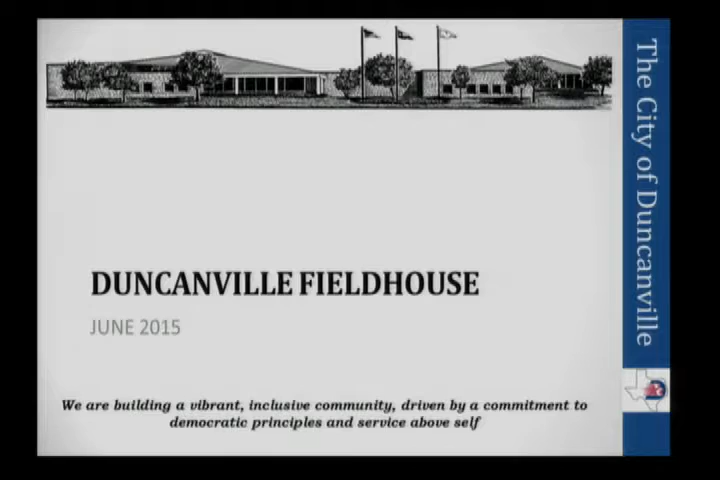 The City of Duncanville
DUNCANVILLE FIELDHOUSE
JUNE 2015
We are building a vibrant, inclusive community, driven by a commitment to
democratic principles and service above self